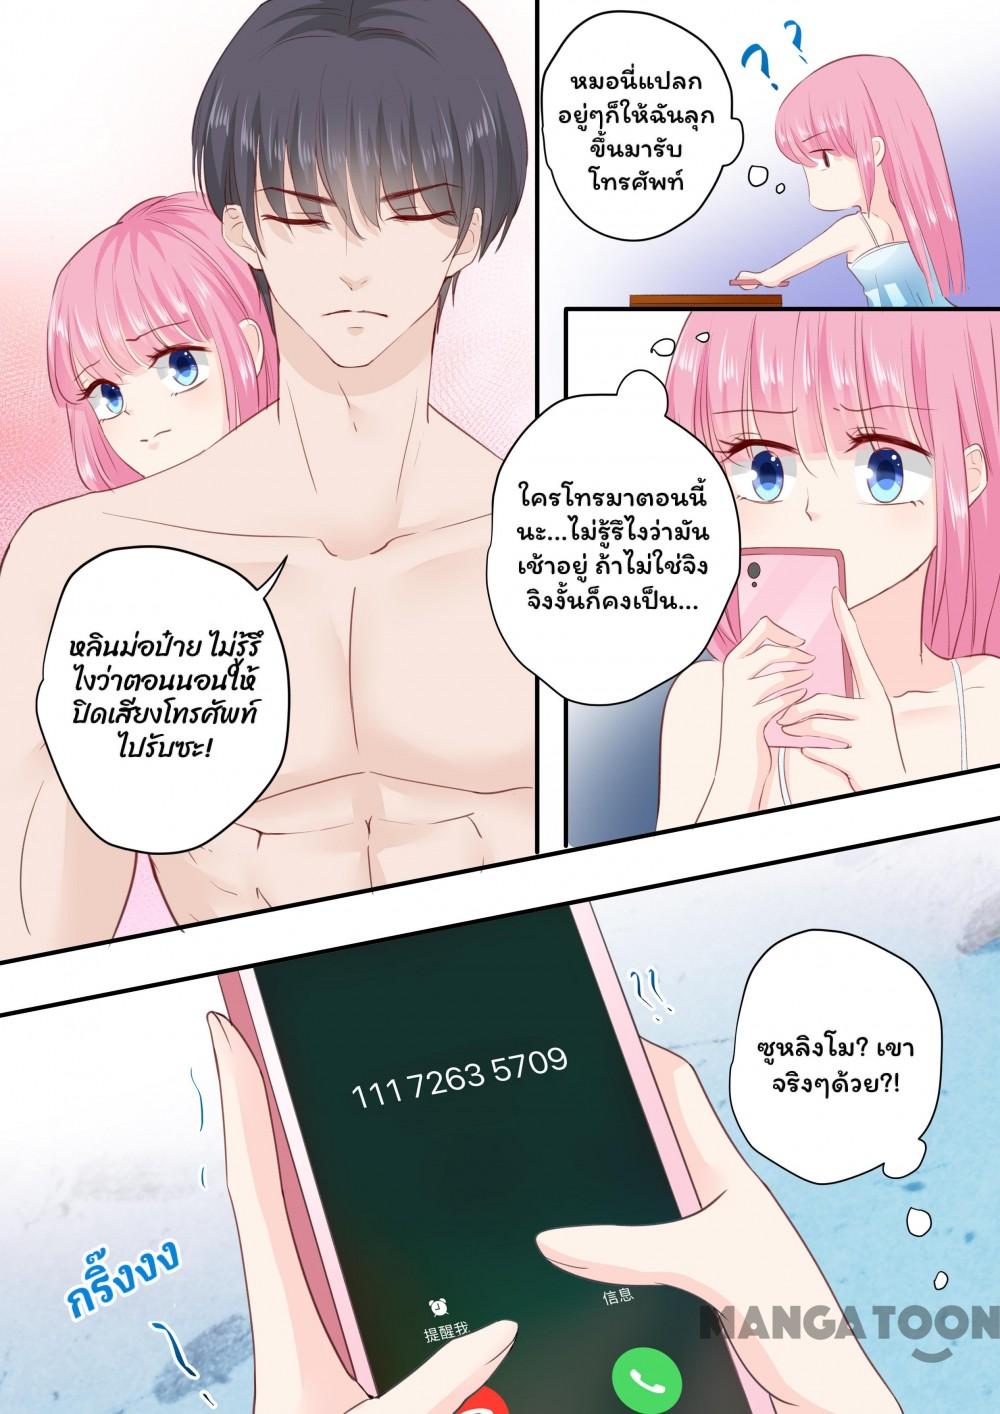 หลินม่อป๋าย ไม่รู้รึ
ไงว่าตอนนอนให้
ปิดเสียงโทรศัพท์
ไปรับซะ!
??
หมอนี่แปลก
อยู่ๆก็ให้ฉันลุก
ขึ้นมารับ
โทรศัพท์
ใครโทรมาตอนนี้
นะ...ไม่รู้รึไงว่ามัน
เช้าอยู่ ถ้าไม่ใช่จิง
จิงงั้นก็คงเป็น...
111 7263 5709
!!
ซูหลิงโม? เขา
จริงๆด้วย?!
กริ๊งงง
提醒我
信息
MANGATOON